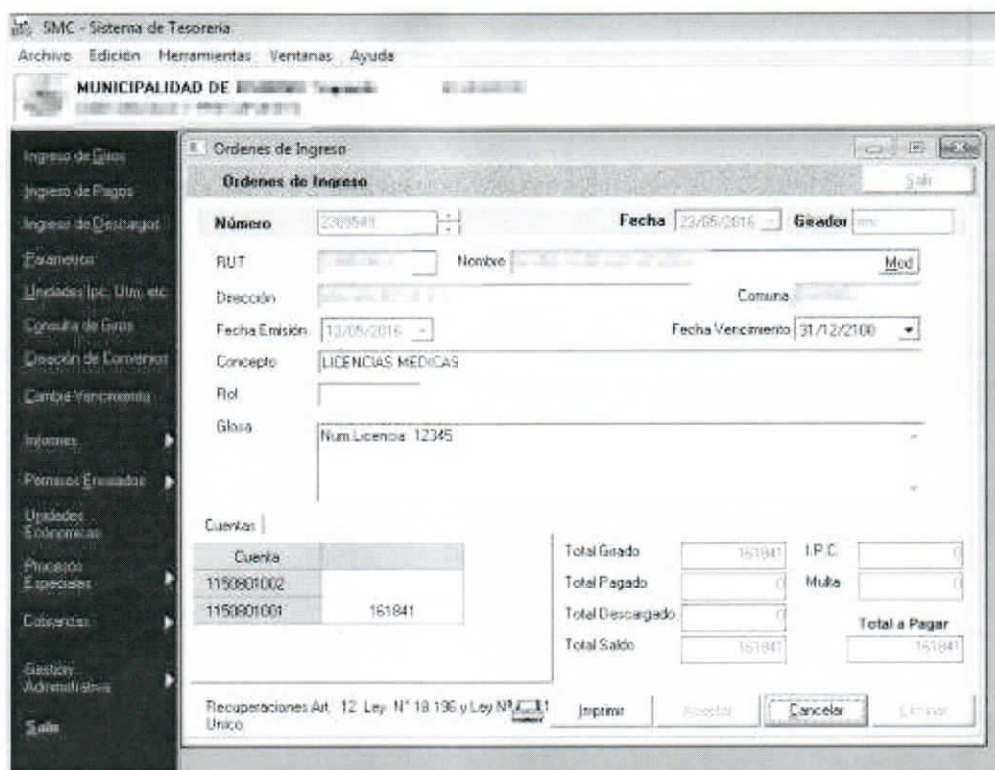 SMC - Sistema de Tesoreria
Archivo Edición Herramientas Ventanas Ayuda
MUNICIPALIDAD DE
Ordenes de Ingreso
Ordenes de Ingreso Salir
Número Fecha 23/05/2016 Girador
RUT Nombre Mod
Dirección Comuna
Fecha Emisión 13/05/2016 Fecha Vencimiento 31/12/2100
Concepto LICENCIAS MEDICAS
Rol
Glosa Num.Licencia 12345
Cuentas
Cuenta
1150801002
1150801001 161841
Total Girado 161841 I.P.C. 0
Total Pagado 0 Multa 0
Total Descargado 0 Total a Pagar
Total Saldo 161841 161841
Recuperaciones Art. 12 Ley N° 18.196 y Ley N°
Unico
Imprimir Aceptar Cancelar Eliminar
Ingreso de Giros
Ingreso de Pagos
Ingreso de Descargos
Parámetros
Unidades Ipc, Utm, etc
Consulta de Giros
Creación de Convenios
Cambia Vencimiento
Informes
Permisos Enviados
Unidades
Económicas
Procesos
Especiales
Cobranzas
Gestión
Administrativa
Salir